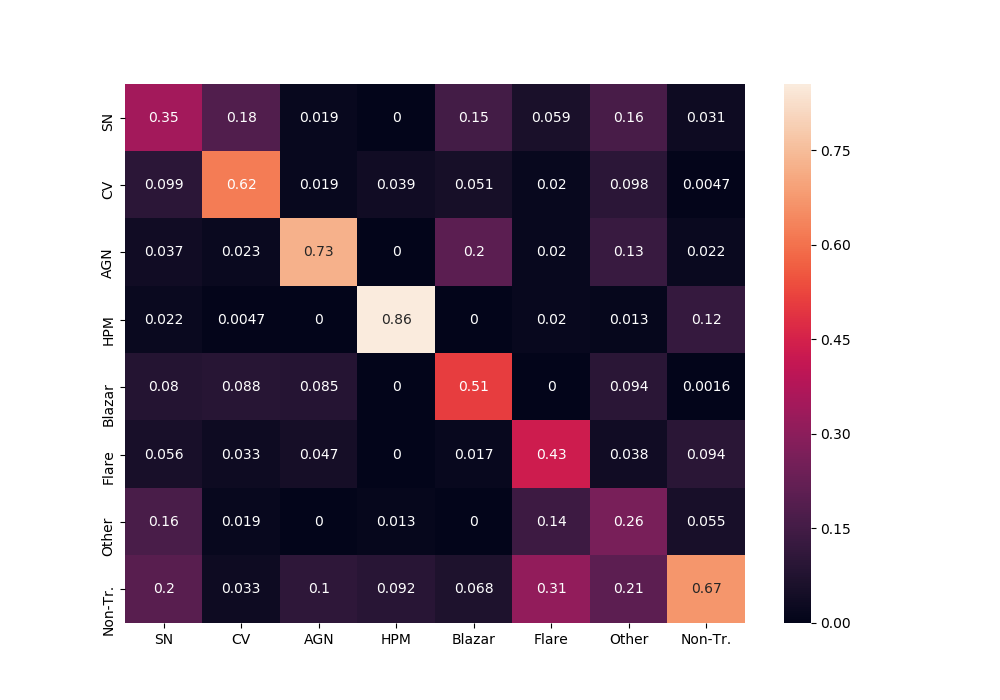 SN 0.35 0.18 0.019 0 0.15 0.059 0.16 0.031
CV 0.099 0.62 0.019 0.039 0.051 0.02 0.098 0.0047
AGN 0.037 0.023 0.73 0 0.2 0.02 0.13 0.022
HPM 0.022 0.0047 0 0.86 0 0.02 0.013 0.12
Blazar 0.08 0.088 0.085 0 0.51 0 0.094 0.0016
Flare 0.056 0.033 0.047 0 0.017 0.43 0.038 0.094
Other 0.16 0.019 0 0.013 0 0.14 0.26 0.055
Non-Tr. 0.2 0.033 0.1 0.092 0.068 0.31 0.21 0.67
SN CV AGN HPM Blazar Flare Other Non-Tr.
0.75
0.60
0.45
0.30
0.15
0.00